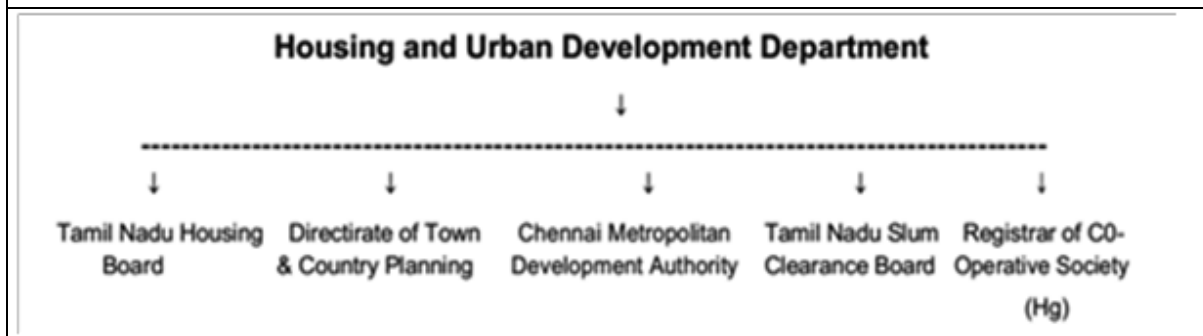 Housing and Urban Development Department
↓
↓ ↓ ↓ ↓ ↓
Tamil Nadu Housing Board
Directirate of Town & Country Planning
Chennai Metropolitan Development Authority
Tamil Nadu Slum Clearance Board
Registrar of C0-Operative Society (Hg)